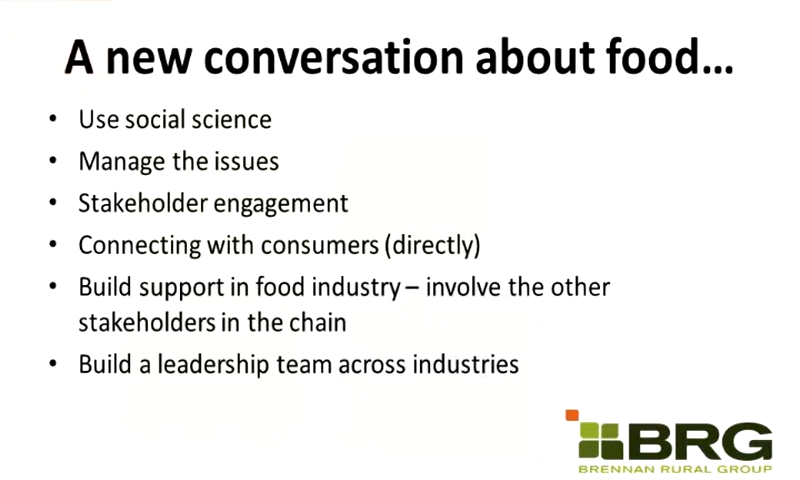 A new conversation about food...
• Use social science
• Manage the issues
• Stakeholder engagement
• Connecting with consumers (directly)
• Build support in food industry – involve the other
stakeholders in the chain
• Build a leadership team across industries
BRG
BRENNAN RURAL GROUP